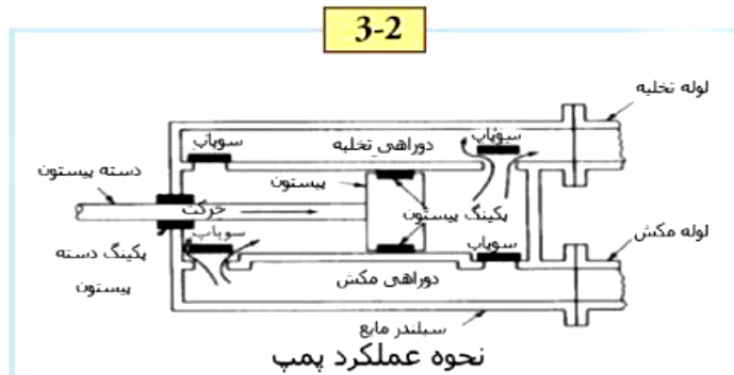 3-2
لوله تخلیه
سوپاپ
دوراهی تخلیه
سوپاپ
دسته پیستون
پیستون
حرکت
پکینگ پیستون
لوله مکش
سوپاپ
سوپاپ
پکینگ دسته
پیستون
دوراهی مکش
سیلندر مایع
نحوه عملکرد پمپ